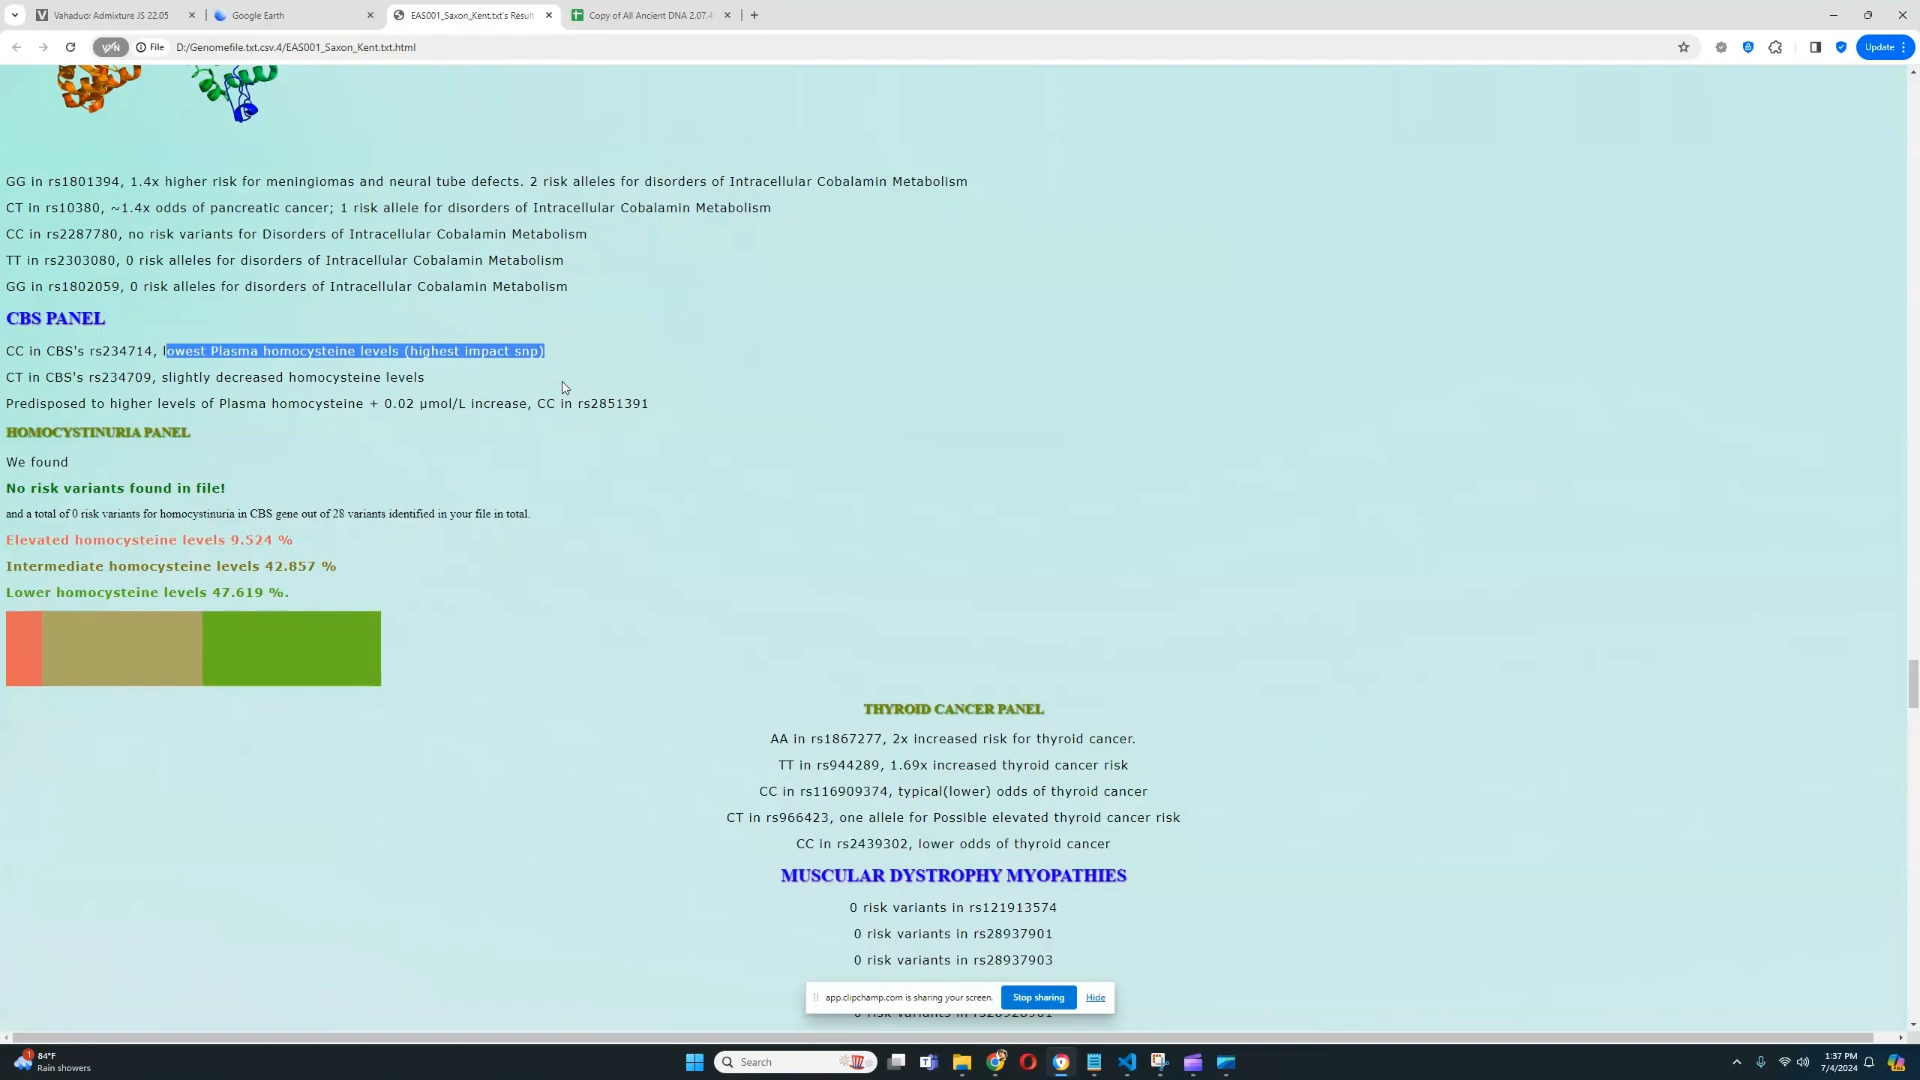 Vahaduo: Admixture JS 22.05
Google Earth
EAS001_Saxon_Kent.txt's Result
Copy of All Ancient DNA 2.07.
File
D:/Genomefile.txt.csv.4/EAS001_Saxon_Kent.txt.html
Update
GG in rs1801394, 1.4x higher risk for meningiomas and neural tube defects. 2 risk alleles for disorders of Intracellular Cobalamin Metabolism
CT in rs10380, ~1.4x odds of pancreatic cancer; 1 risk allele for disorders of Intracellular Cobalamin Metabolism
CC in rs2287780, no risk variants for Disorders of Intracellular Cobalamin Metabolism
TT in rs2303080, 0 risk alleles for disorders of Intracellular Cobalamin Metabolism
GG in rs1802059, 0 risk alleles for disorders of Intracellular Cobalamin Metabolism
CBS PANEL
CC in CBS's rs234714, lowest Plasma homocysteine levels (highest impact snp)
CT in CBS's rs234709, slightly decreased homocysteine levels
Predisposed to higher levels of Plasma homocysteine + 0.02 µmol/L increase, CC in rs2851391
HOMOCYSTINURIA PANEL
We found
No risk variants found in file!
and a total of 0 risk variants for homocystinuria in CBS gene out of 28 variants identified in your file in total.
Elevated homocysteine levels 9.524 %
Intermediate homocysteine levels 42.857 %
Lower homocysteine levels 47.619 %.
THYROID CANCER PANEL
AA in rs1867277, 2x increased risk for thyroid cancer.
TT in rs944289, 1.69x increased thyroid cancer risk
CC in rs116909374, typical(lower) odds of thyroid cancer
CT in rs966423, one allele for Possible elevated thyroid cancer risk
CC in rs2439302, lower odds of thyroid cancer
MUSCULAR DYSTROPHY MYOPATHIES
0 risk variants in rs121913574
0 risk variants in rs28937901
0 risk variants in rs28937903
app.clipchamp.com is sharing your screen.
Stop sharing
Hide
84°F
Rain showers
Search
1:37 PM
7/4/2024